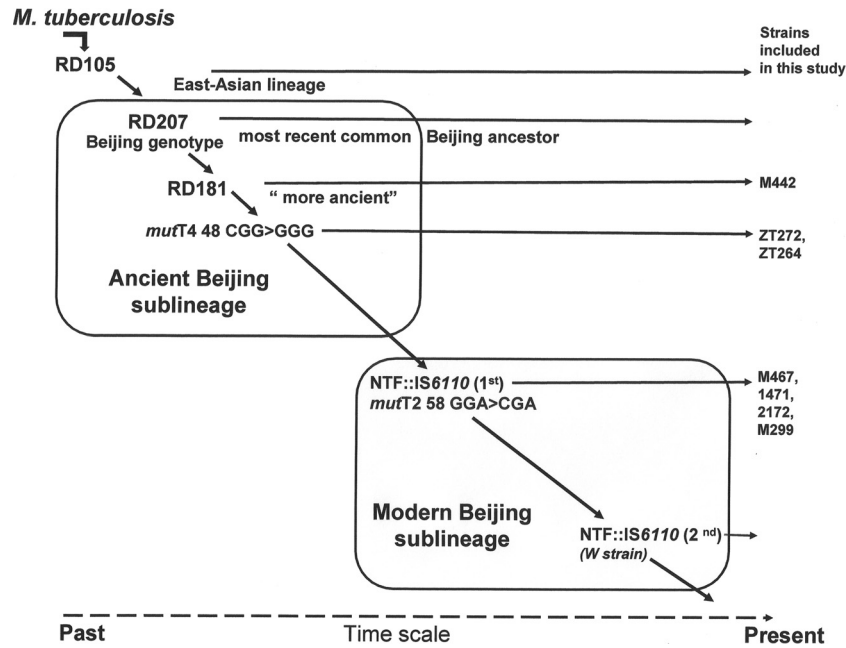 M. tuberculosis
Strains
included
in this study
RD105
East-Asian lineage
RD207
Beijing genotype
most recent common Beijing ancestor
RD181
“ more ancient”
M442
mutT4 48 CGG>GGG
ZT272,
ZT264
Ancient Beijing
sublineage
NTF::IS6110 (1st)
mutT2 58 GGA>CGA
M467,
1471,
2172,
M299
Modern Beijing
sublineage
NTF::IS6110 (2 nd)
(W strain)
Past
Time scale
Present